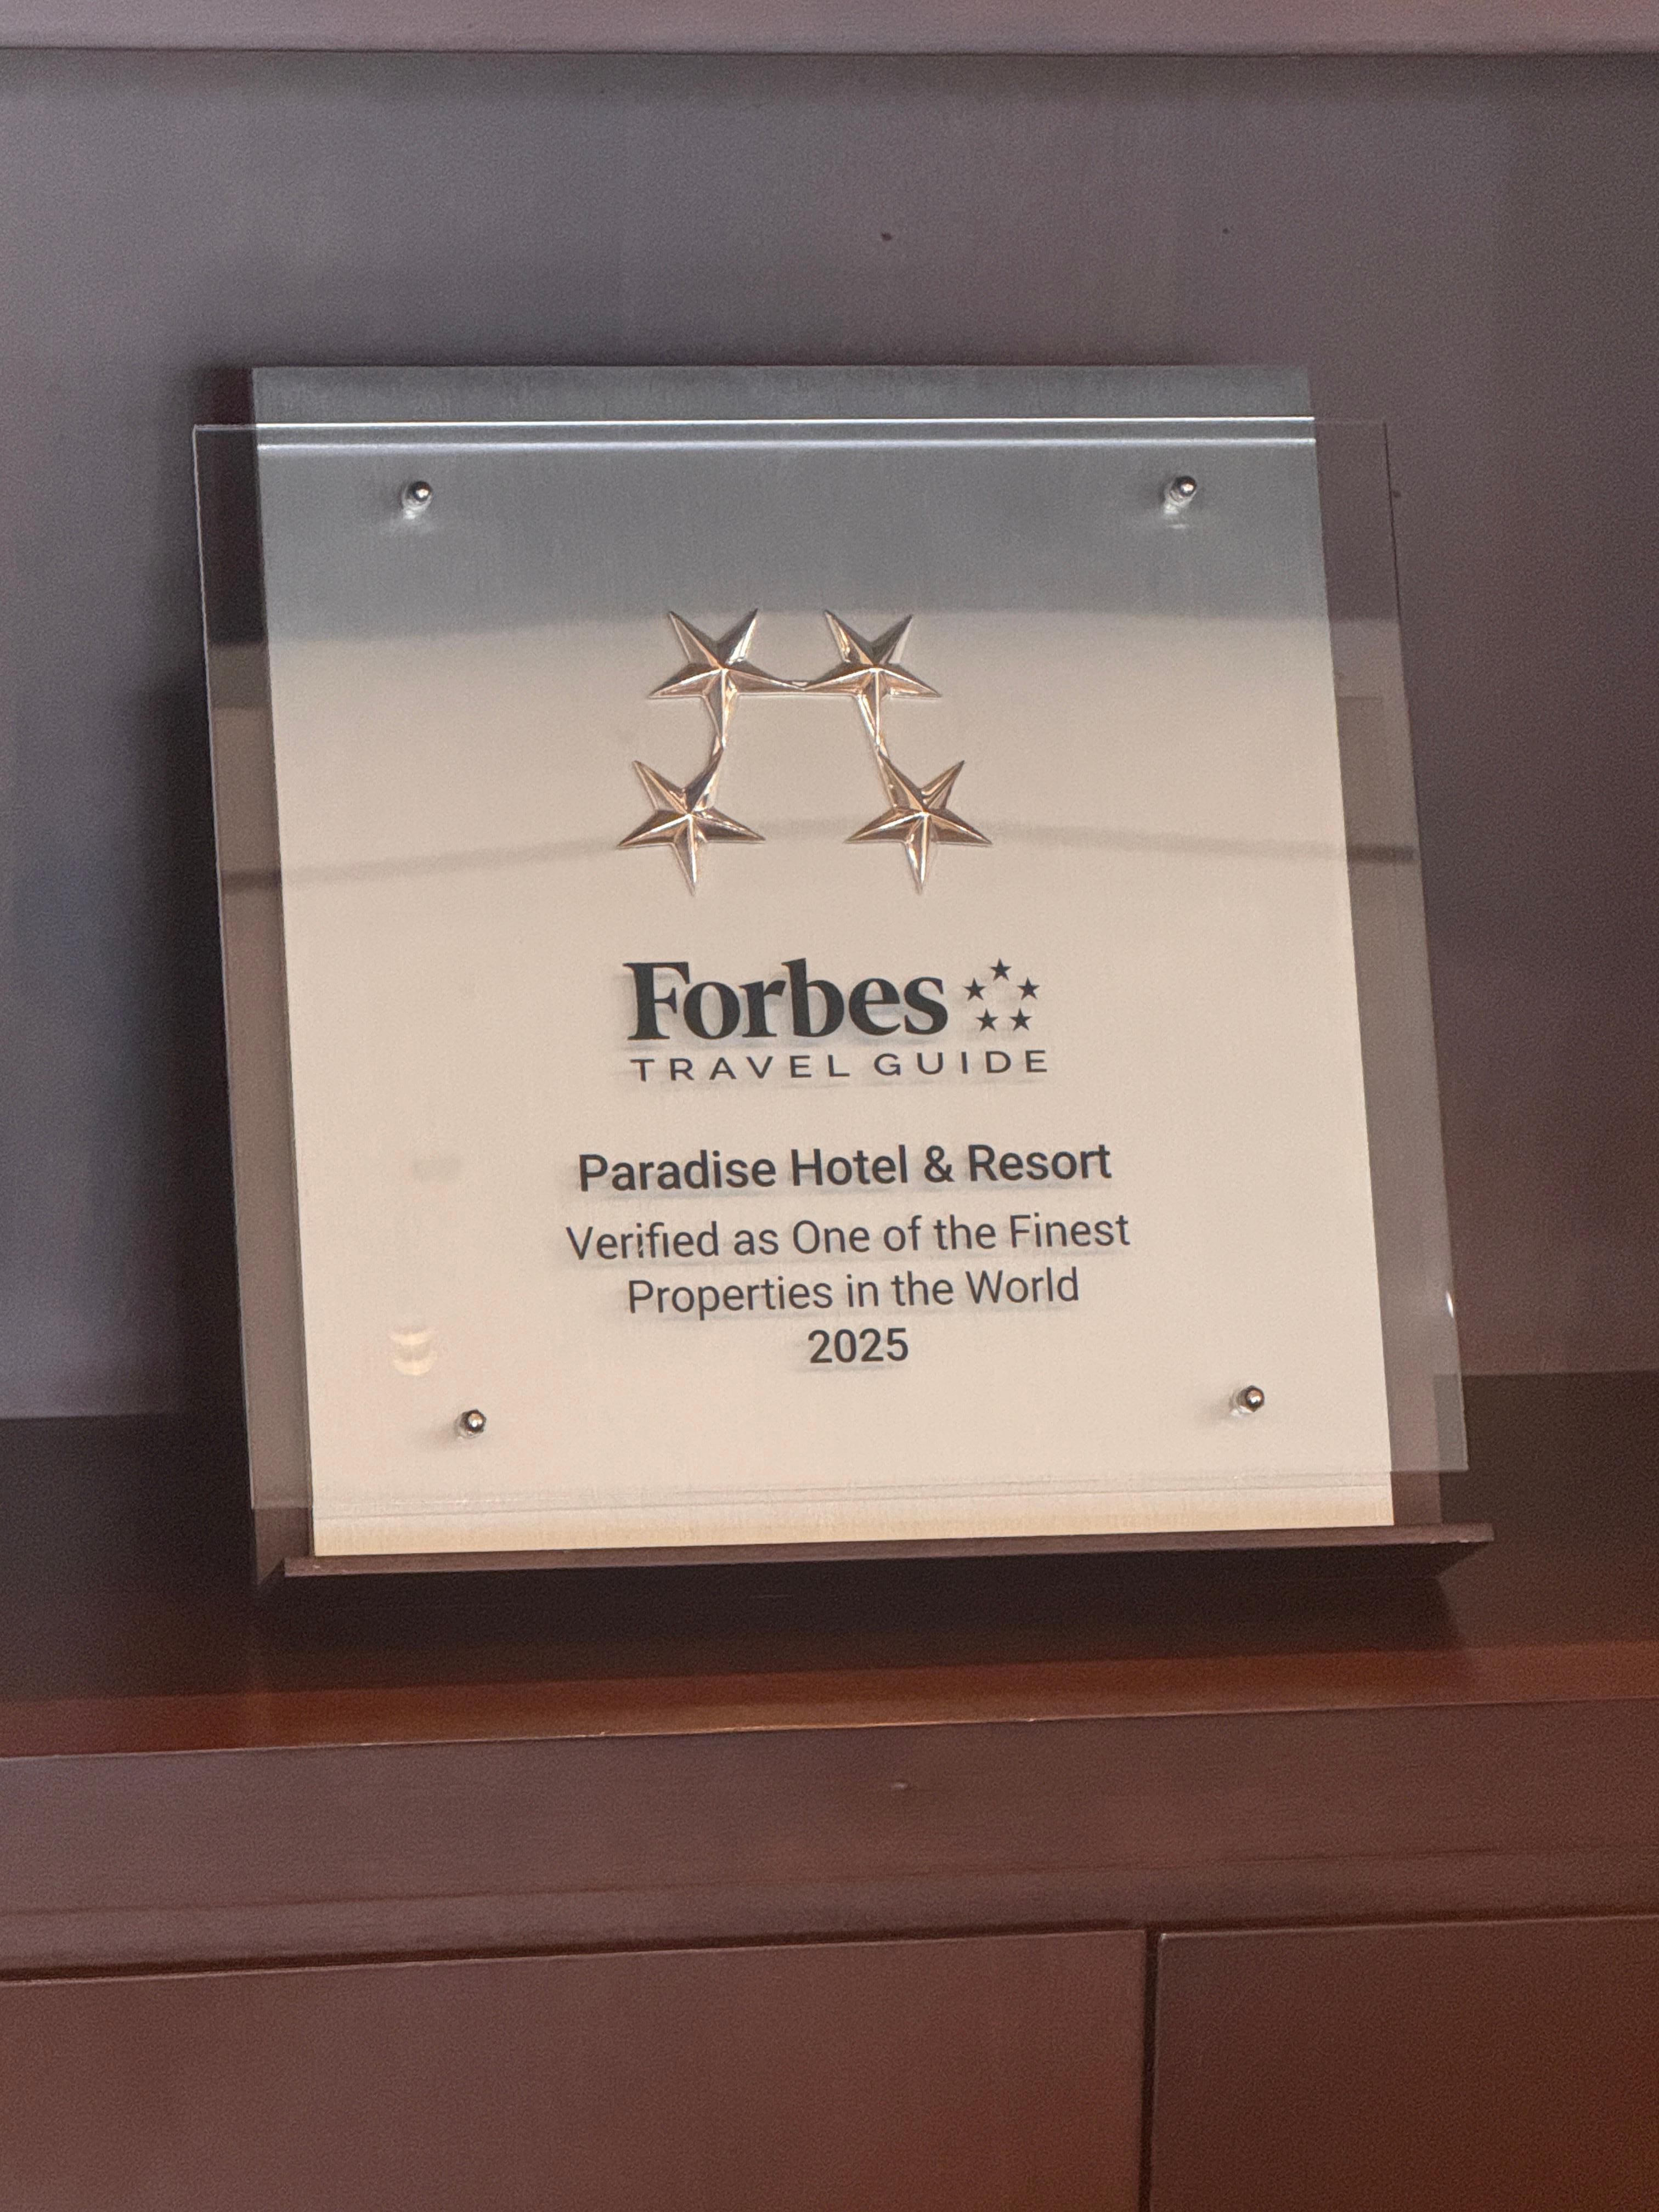 Forbes
TRAVEL GUIDE
Paradise Hotel & Resort
Verified as One of the Finest
Properties in the World
2025